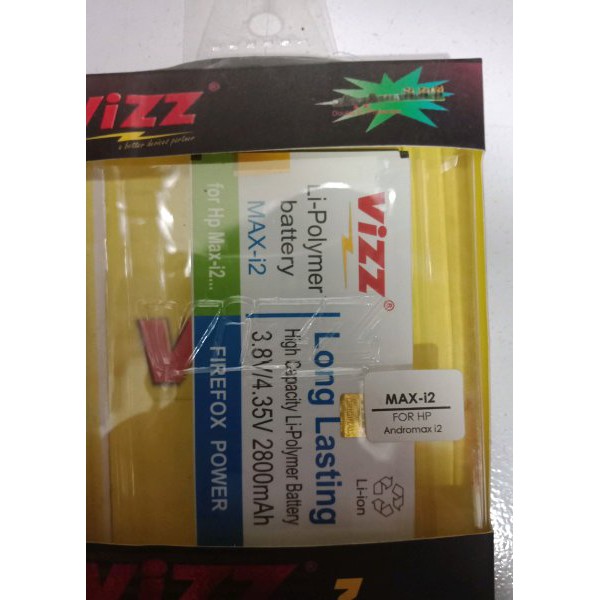 Vizz®
a better device partner
Vizz®
Li-Polymer
battery
MAX-i2
for Hp Max-i2...
Long Lasting
High Capacity Li-Polymer Battery
3.8V/4.35V 2800mAh
FIREFOX POWER
Li-ion
MAX-i2
FOR HP
Andromax i2
Vizz